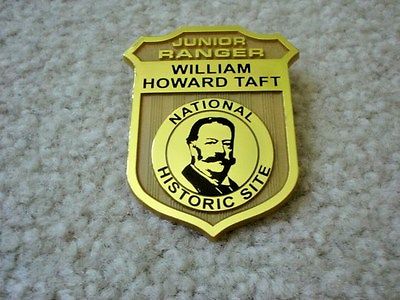 JUNIOR
RANGER
WILLIAM
HOWARD TAFT
NATIONAL
HISTORIC SITE